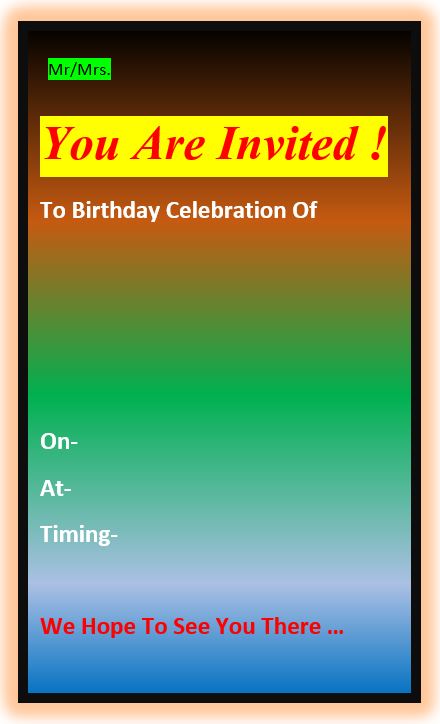 Mr/Mrs.
You Are Invited !
To Birthday Celebration Of
On-
At-
Timing-
We Hope To See You There ...